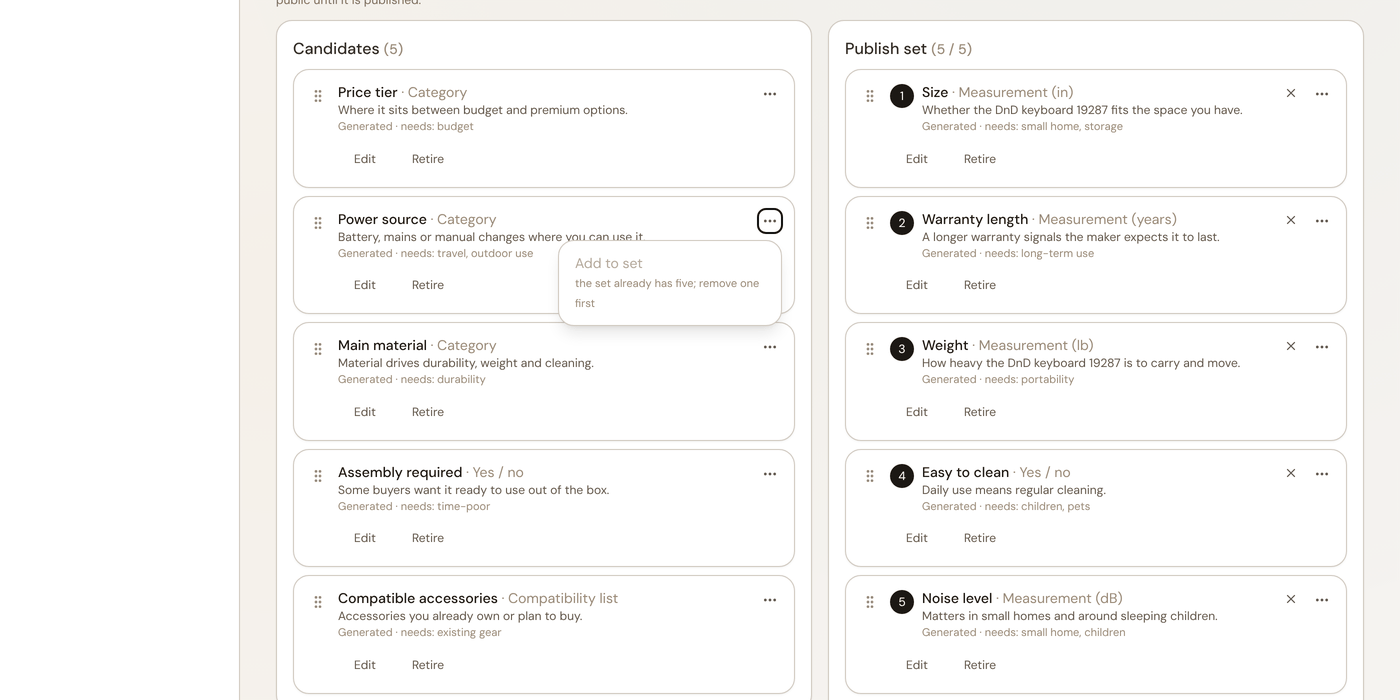 public until it is published.
Candidates (5)
Price tier · Category
Where it sits between budget and premium options.
Generated · needs: budget
Edit Retire
Power source · Category
Battery, mains or manual changes where you can use it.
Generated · needs: travel, outdoor use
Edit Retire
Add to set
the set already has five; remove one
first
Main material · Category
Material drives durability, weight and cleaning.
Generated · needs: durability
Edit Retire
Assembly required · Yes / no
Some buyers want it ready to use out of the box.
Generated · needs: time-poor
Edit Retire
Compatible accessories · Compatibility list
Accessories you already own or plan to buy.
Generated · needs: existing gear
Edit Retire
Publish set (5 / 5)
1 Size · Measurement (in)
Whether the DnD keyboard 19287 fits the space you have.
Generated · needs: small home, storage
Edit Retire
2 Warranty length · Measurement (years)
A longer warranty signals the maker expects it to last.
Generated · needs: long-term use
Edit Retire
3 Weight · Measurement (lb)
How heavy the DnD keyboard 19287 is to carry and move.
Generated · needs: portability
Edit Retire
4 Easy to clean · Yes / no
Daily use means regular cleaning.
Generated · needs: children, pets
Edit Retire
5 Noise level · Measurement (dB)
Matters in small homes and around sleeping children.
Generated · needs: small home, children
Edit Retire